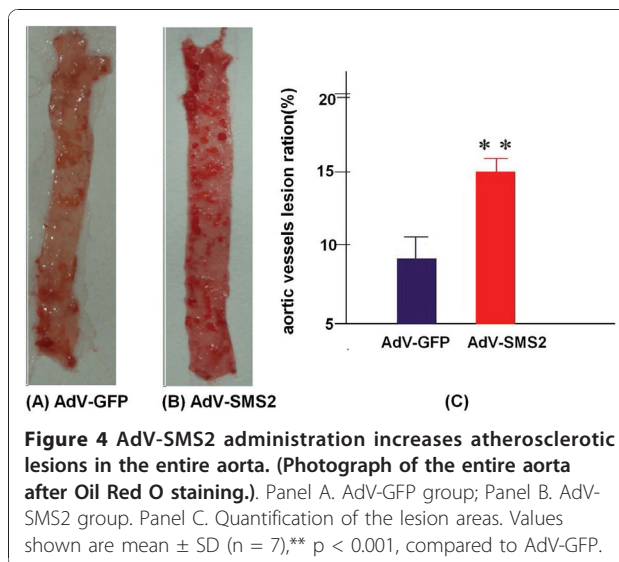 aortic vessels lesion ration(%)
20
15
10
5
* *
AdV-GFP AdV-SMS2
(A) AdV-GFP (B) AdV-SMS2 (C)
Figure 4 AdV-SMS2 administration increases atherosclerotic
lesions in the entire aorta. (Photograph of the entire aorta
after Oil Red O staining.). Panel A. AdV-GFP group; Panel B. AdV-
SMS2 group. Panel C. Quantification of the lesion areas. Values
shown are mean ± SD (n = 7),** p < 0.001, compared to AdV-GFP.